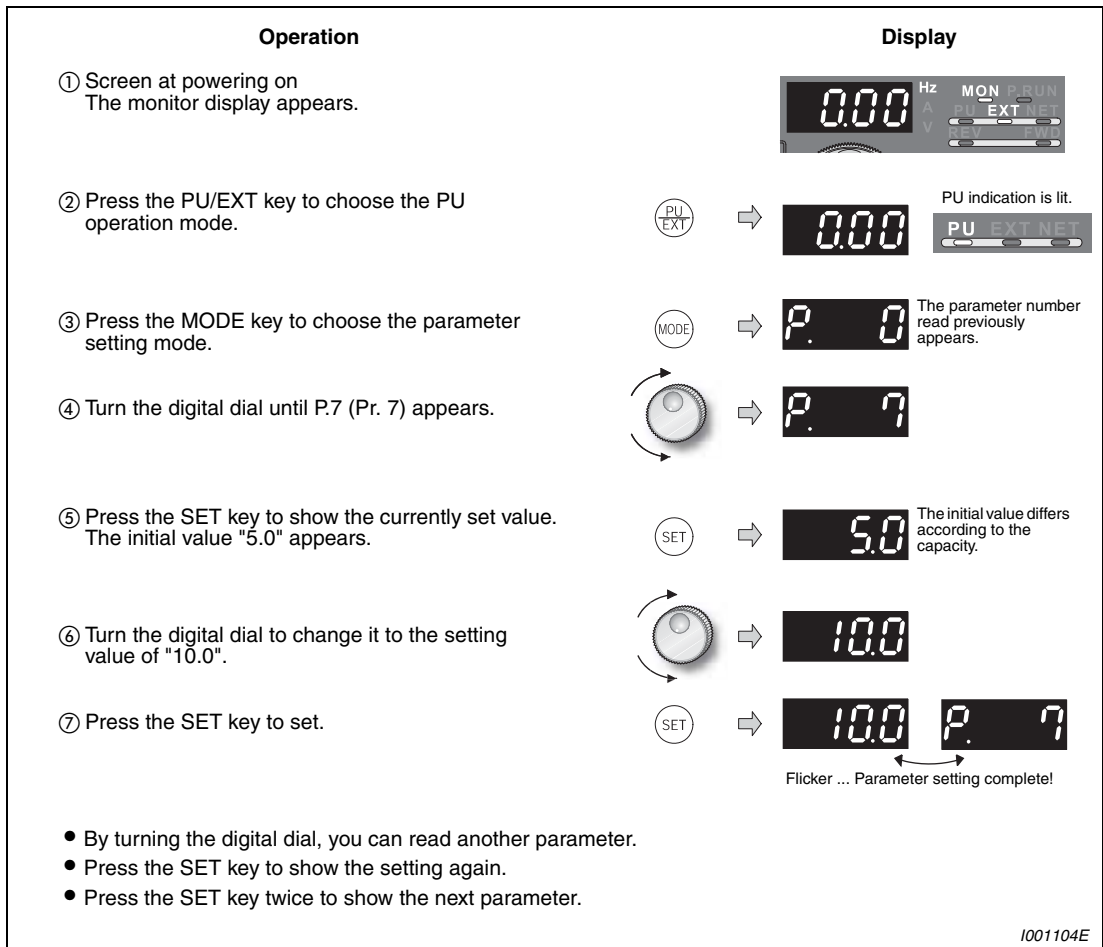 Operation
Display
① Screen at powering on
The monitor display appears.
0.00
Hz
A
V
MON P.RUN
PU EXT NET
REV FWD
② Press the PU/EXT key to choose the PU
operation mode.
PU
EXT
0.00
PU indication is lit.
PU EXT NET
③ Press the MODE key to choose the parameter
setting mode.
MODE
P. 0
The parameter number
read previously
appears.
④ Turn the digital dial until P.7 (Pr. 7) appears.
P. 7
⑤ Press the SET key to show the currently set value.
The initial value "5.0" appears.
SET
5.0
The initial value differs
according to the
capacity.
⑥ Turn the digital dial to change it to the setting
value of "10.0".
10.0
⑦ Press the SET key to set.
SET
10.0
P. 7
Flicker ... Parameter setting complete!
● By turning the digital dial, you can read another parameter.
● Press the SET key to show the setting again.
● Press the SET key twice to show the next parameter.
I001104E